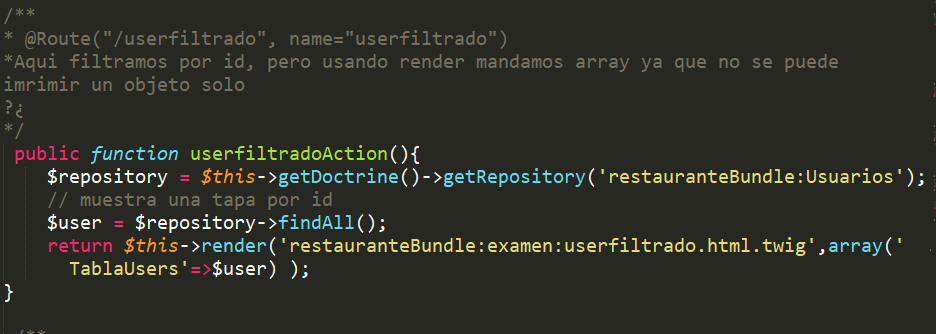 /**
* @Route("/userfiltrado", name="userfiltrado")
*Aqui filtramos por id, pero usando render mandamos array ya que no se puede
imrimir un objeto solo
?¿
*/
public function userfiltradoAction(){
$repository = $this->getDoctrine()->getRepository('restauranteBundle:Usuarios');
// muestra una tapa por id
$user = $repository->findAll();
return $this->render('restauranteBundle:examen:userfiltrado.html.twig',array('
TablaUsers'=>$user) );
}
/**